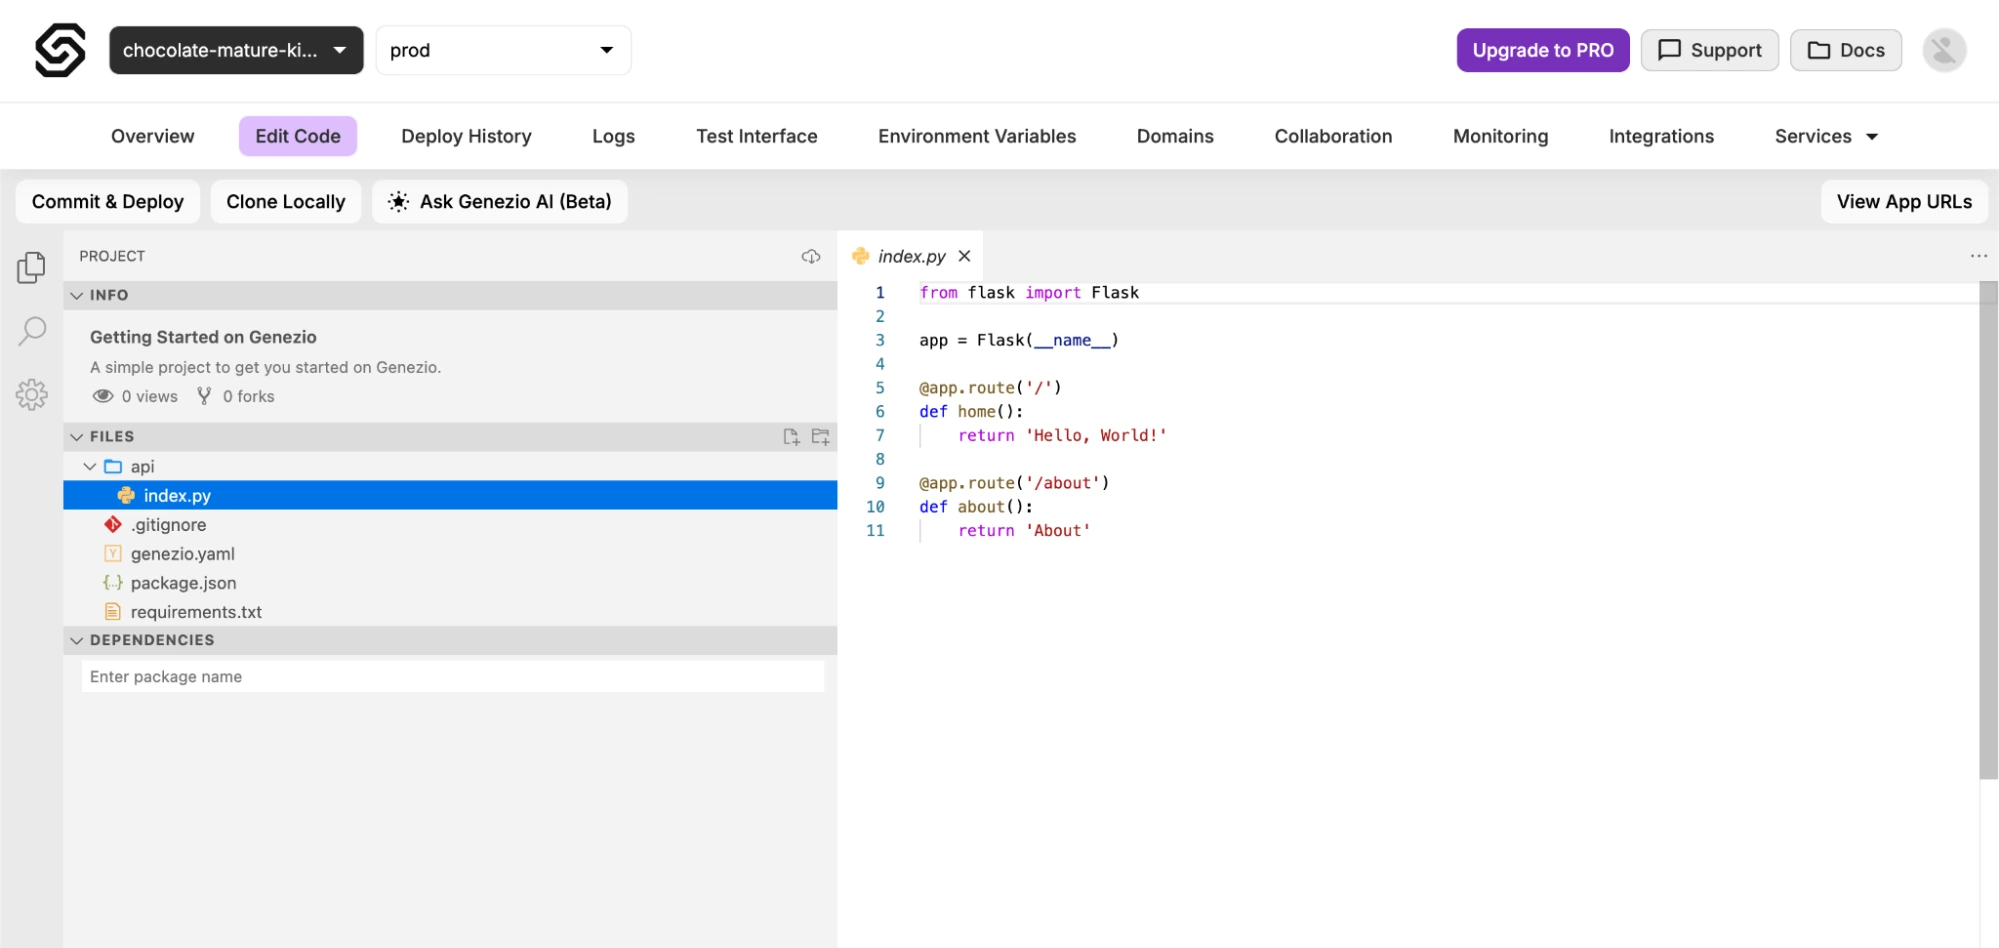 chocolate-mature-ki...
prod
Upgrade to PRO
Support
Docs
Overview
Edit Code
Deploy History
Logs
Test Interface
Environment Variables
Domains
Collaboration
Monitoring
Integrations
Services
Commit & Deploy
Clone Locally
Ask Genezio AI (Beta)
View App URLs
PROJECT
INFO
Getting Started on Genezio
A simple project to get you started on Genezio.
0 views
0 forks
FILES
api
index.py
.gitignore
genezio.yaml
package.json
requirements.txt
DEPENDENCIES
Enter package name
index.py
1 from flask import Flask
2
3 app = Flask(__name__)
4
5 @app.route('/')
6 def home():
7     return 'Hello, World!'
8
9 @app.route('/about')
10 def about():
11     return 'About'